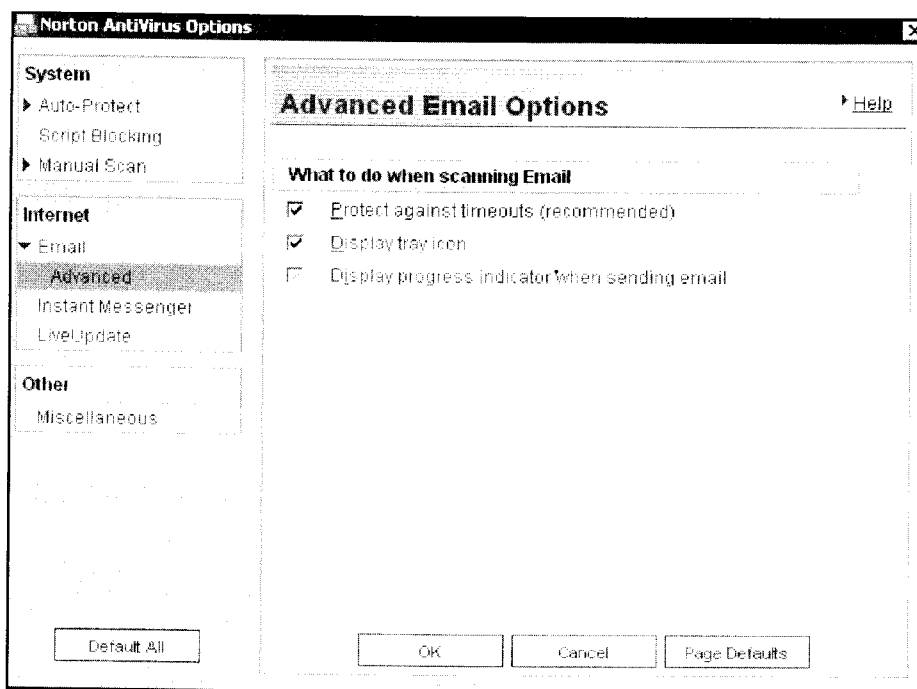 Norton AntiVirus Options
System
Auto-Protect
Script Blocking
Manual Scan
Internet
Email
Advanced
Instant Messenger
LiveUpdate
Other
Miscellaneous
Default All
Advanced Email Options
Help
What to do when scanning Email
Protect against timeouts (recommended)
Display tray icon
Display progress indicator when sending email
OK
Cancel
Page Defaults